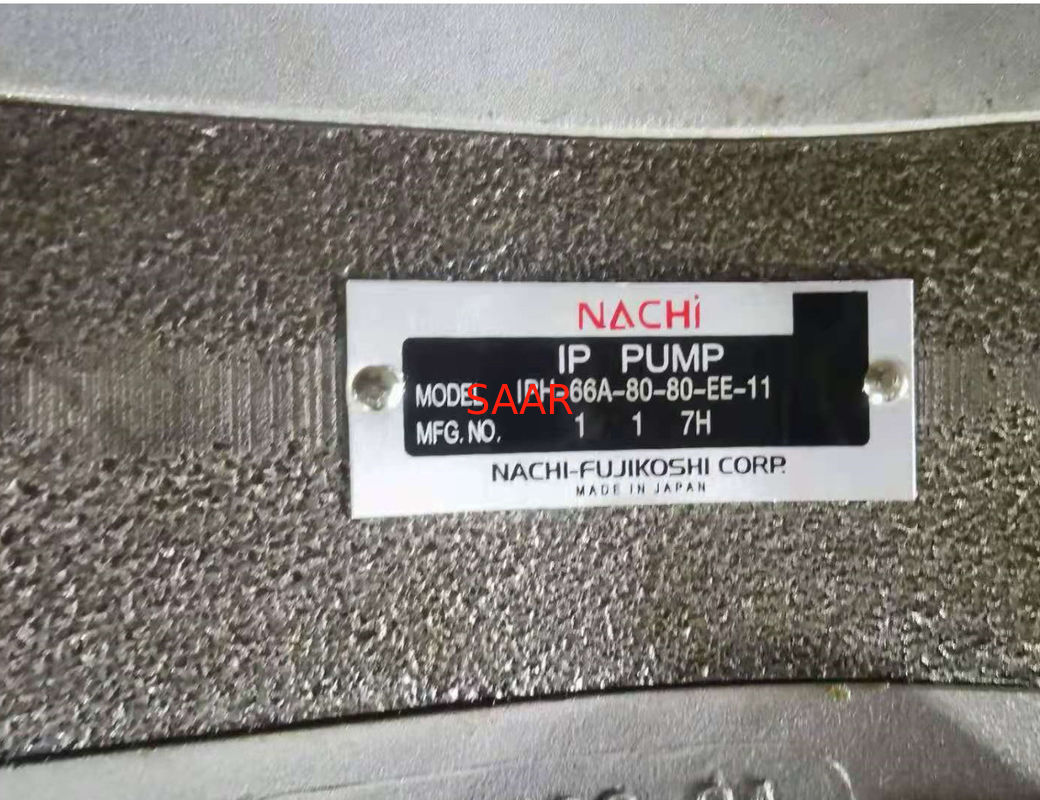 NACHi
IP PUMP
MODEL IPH-66A-80-80-EE-11
SAAR
MFG. NO. 1 1 7H
NACHI-FUJIKOSHI CORP.
MADE IN JAPAN